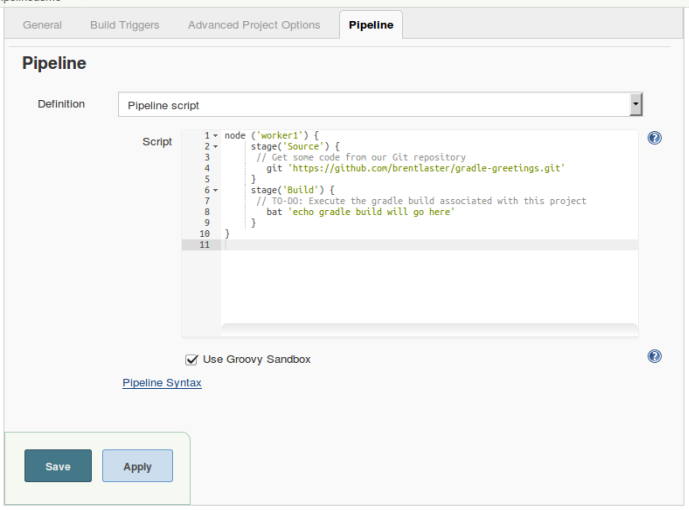 General Build Triggers Advanced Project Options Pipeline
Pipeline
Definition Pipeline script
Script
1 node ('worker1') {
2 stage('Source') {
3 // Get some code from our Git repository
4 git 'https://github.com/brentlaster/gradle-greetings.git'
5 }
6 stage('Build') {
7 // TO-DO: Execute the gradle build associated with this project
8 bat 'echo gradle build will go here'
9 }
10 }
11
Use Groovy Sandbox
Pipeline Syntax
Save Apply